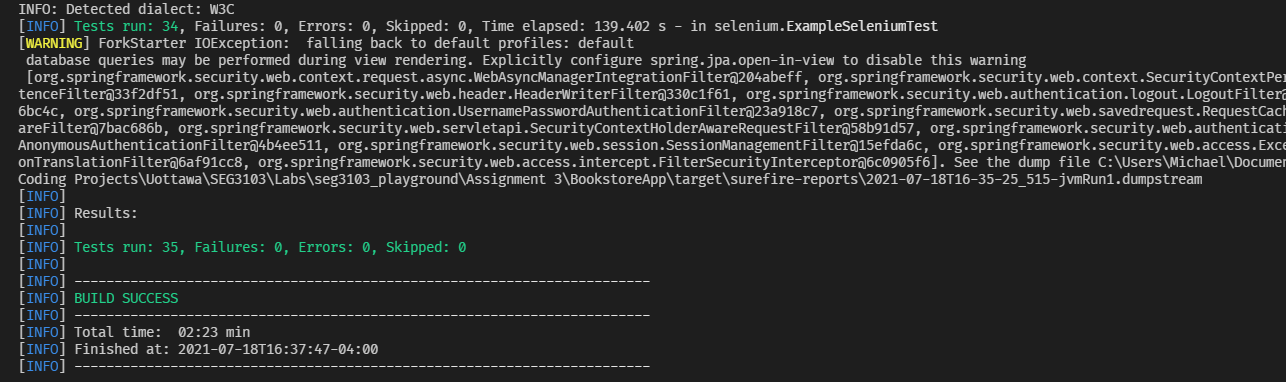 INFO: Detected dialect: W3C
[INFO] Tests run: 34, Failures: 0, Errors: 0, Skipped: 0, Time elapsed: 139.402 s - in selenium.ExampleSeleniumTest
[WARNING] ForkStarter IOException:  falling back to default profiles: default
 database queries may be performed during view rendering. Explicitly configure spring.jpa.open-in-view to disable this warning
 [org.springframework.security.web.context.request.async.WebAsyncManagerIntegrationFilter@204abeff, org.springframework.security.web.context.SecurityContextPer
tenceFilter@33f2df51, org.springframework.security.web.header.HeaderWriterFilter@330c1f61, org.springframework.security.web.authentication.logout.LogoutFilter@
6bc4c, org.springframework.security.web.authentication.UsernamePasswordAuthenticationFilter@23a918c7, org.springframework.security.web.savedrequest.RequestCach
areFilter@7bac686b, org.springframework.security.web.servletapi.SecurityContextHolderAwareRequestFilter@58b91d57, org.springframework.security.web.authenticati
AnonymousAuthenticationFilter@4b4ee511, org.springframework.security.web.session.SessionManagementFilter@15efda6c, org.springframework.security.web.access.Exce
onTranslationFilter@6af91cc8, org.springframework.security.web.access.intercept.FilterSecurityInterceptor@6c0905f6]. See the dump file C:\Users\Michael\Documen
Coding Projects\Uottawa\SEG3103\Labs\seg3103_playground\Assignment 3\BookstoreApp\target\surefire-reports\2021-07-18T16-35-25_515-jvmRun1.dumpstream
[INFO]
[INFO] Results:
[INFO]
[INFO] Tests run: 35, Failures: 0, Errors: 0, Skipped: 0
[INFO]
[INFO] ------------------------------------------------------------------------
[INFO] BUILD SUCCESS
[INFO] ------------------------------------------------------------------------
[INFO] Total time:  02:23 min
[INFO] Finished at: 2021-07-18T16:37:47-04:00
[INFO] ------------------------------------------------------------------------